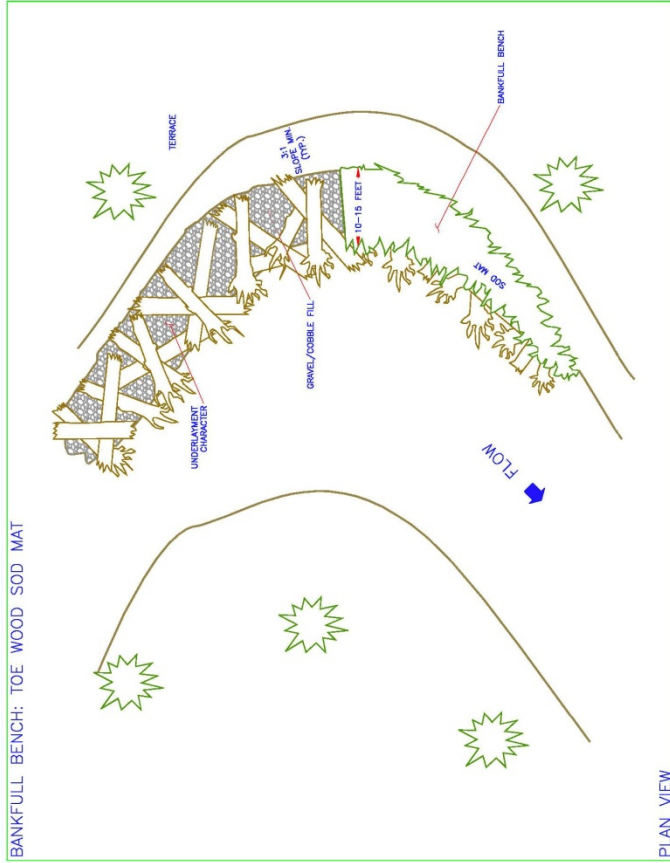 BANKFULL BENCH: TOE WOOD SOD MAT
TERRACE
3:1
SLOPE MIN.
(TYP.)
BANKFULL BENCH
10-15 FEET
SOD MAT
GRAVEL/COBBLE FILL
UNDERLAYMENT
CHARACTER
FLOW
PLAN VIEW